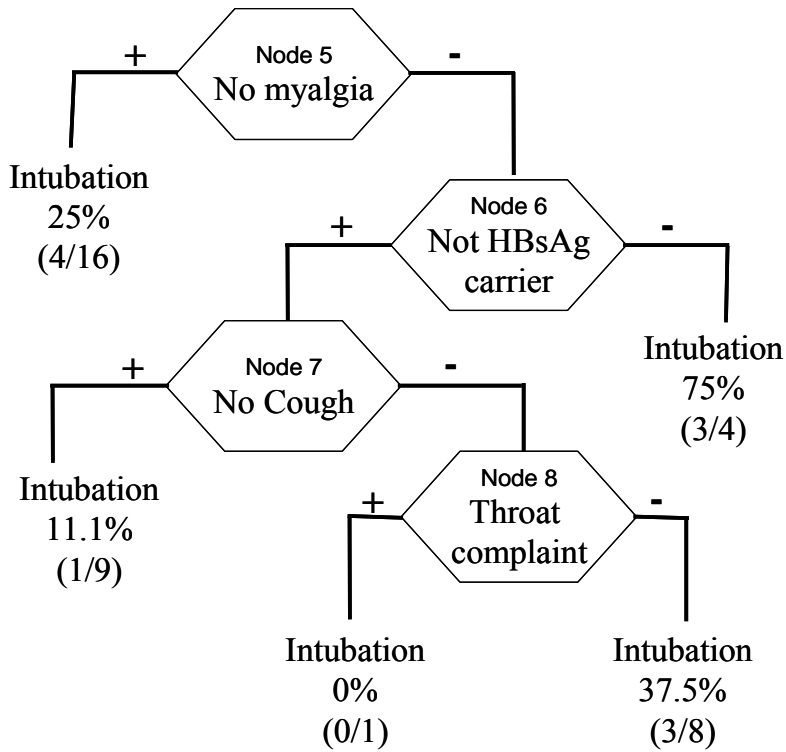 +
Node 5
No myalgia
-
Intubation
25%
(4/16)
+
Node 6
Not HBsAg
carrier
-
Intubation
75%
(3/4)
+
Node 7
No Cough
-
Intubation
11.1%
(1/9)
+
Node 8
Throat
complaint
-
Intubation
0%
(0/1)
Intubation
37.5%
(3/8)